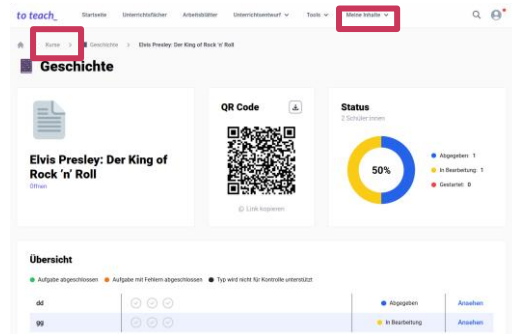 to teach_ Startseite Unterrichtsfächer Arbeitsblätter Unterrichtsentwurf Tools Meine Inhalte
Kurse > Geschichte > Elvis Presley: Der King of Rock 'n' Roll
Geschichte
Elvis Presley: Der King of
Rock 'n' Roll
Öffnen
QR Code
Link kopieren
Status
2 Schüler:innen
50%
Abgegeben: 1
In Bearbeitung: 1
Gestartet: 0
Übersicht
Aufgabe abgeschlossen Aufgabe mit Fehlern abgeschlossen Typ wird nicht für Kontrolle unterstützt
dd Abgegeben Ansehen
gg In Bearbeitung Ansehen